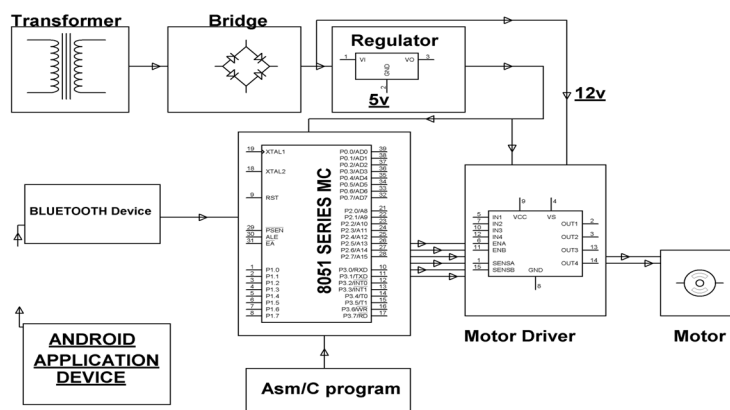 Transformer
Bridge
Regulator
1 VI VO 3
GND
2
5v
12v
BLUETOOTH Device
ANDROID
APPLICATION
DEVICE
19 XTAL1
18 XTAL2
9 RST
29 PSEN
30 ALE
31 EA
1 P1.0
2 P1.1
3 P1.2
4 P1.3
5 P1.4
6 P1.5
7 P1.6
8 P1.7
8051 SERIES MC
P0.0/AD0 39
P0.1/AD1 38
P0.2/AD2 37
P0.3/AD3 36
P0.4/AD4 35
P0.5/AD5 34
P0.6/AD6 33
P0.7/AD7 32
P2.0/A8 21
P2.1/A9 22
P2.2/A10 23
P2.3/A11 24
P2.4/A12 25
P2.5/A13 26
P2.6/A14 27
P2.7/A15 28
P3.0/RXD 10
P3.1/TXD 11
P3.2/INT0 12
P3.3/INT1 13
P3.4/T0 14
P3.5/T1 15
P3.6/WR 16
P3.7/RD 17
Asm/C program
9 4
VCC VS
5 IN1
7 IN2
10 IN3
12 IN4
6 ENA
11 ENB
1 SENSA
15 SENSB
OUT1 2
OUT2 3
OUT3 13
OUT4 14
GND
8
Motor Driver
Motor